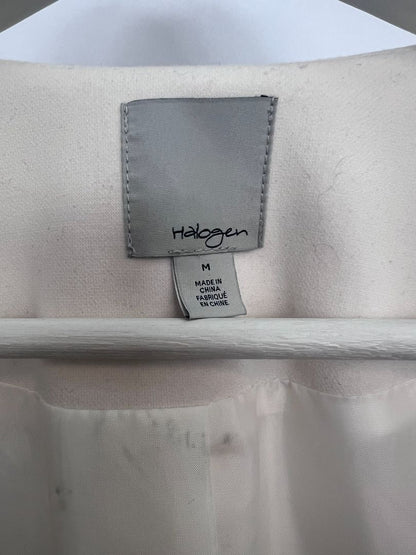 Halogen
M
MADE IN
CHINA
FABRIQUÉ
EN CHINE